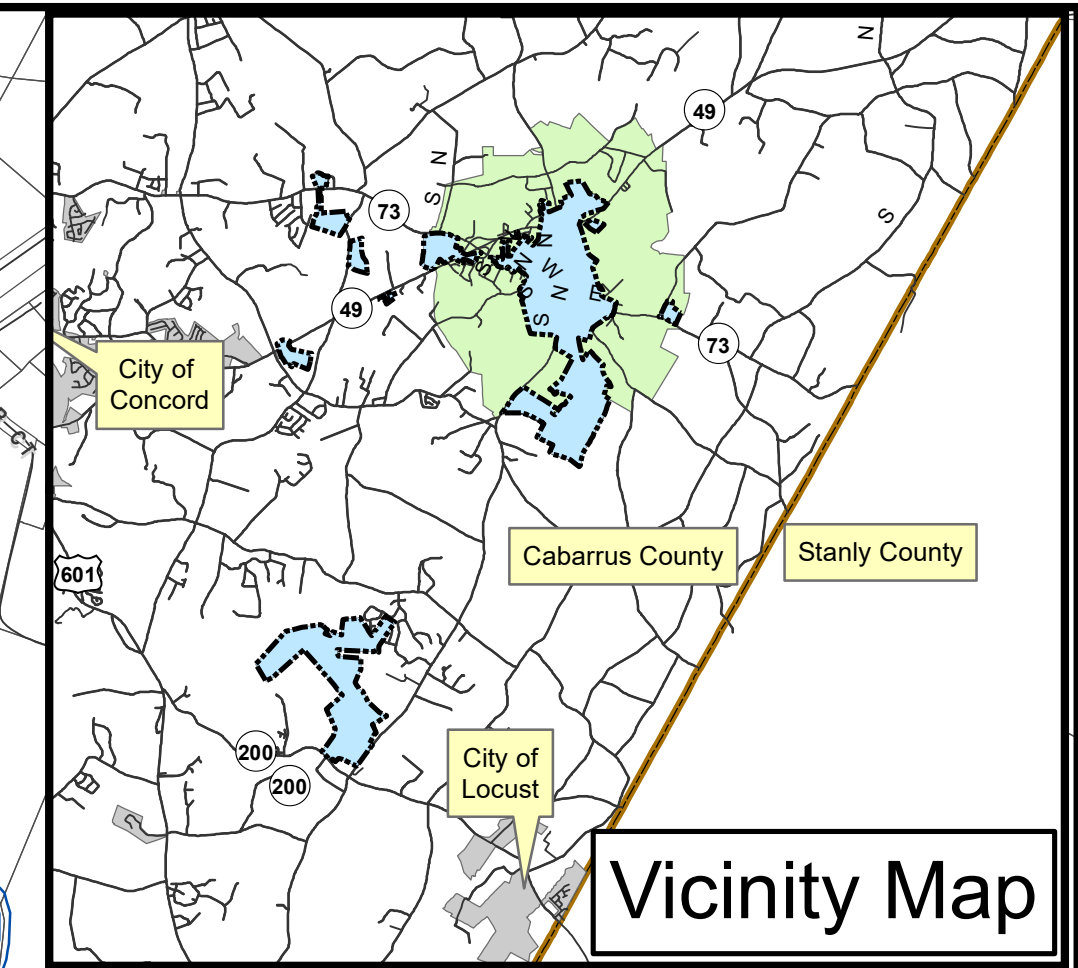 N
49
N
S
73
S
N
N
W
S
N
E
S
49
73
City of
Concord
Cabarrus County
Stanly County
601
200
200
City of
Locust
Vicinity Map